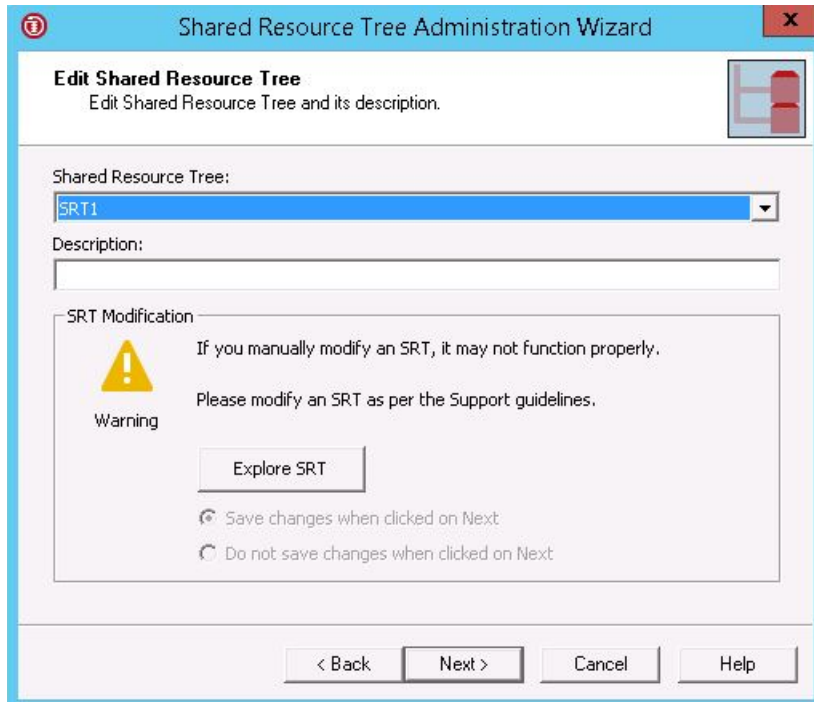 Shared Resource Tree Administration Wizard
x
Edit Shared Resource Tree
Edit Shared Resource Tree and its description.
Shared Resource Tree:
SRT1
Description:
SRT Modification
If you manually modify an SRT, it may not function properly.
Please modify an SRT as per the Support guidelines.
Warning
Explore SRT
Save changes when clicked on Next
Do not save changes when clicked on Next
< Back Next > Cancel Help